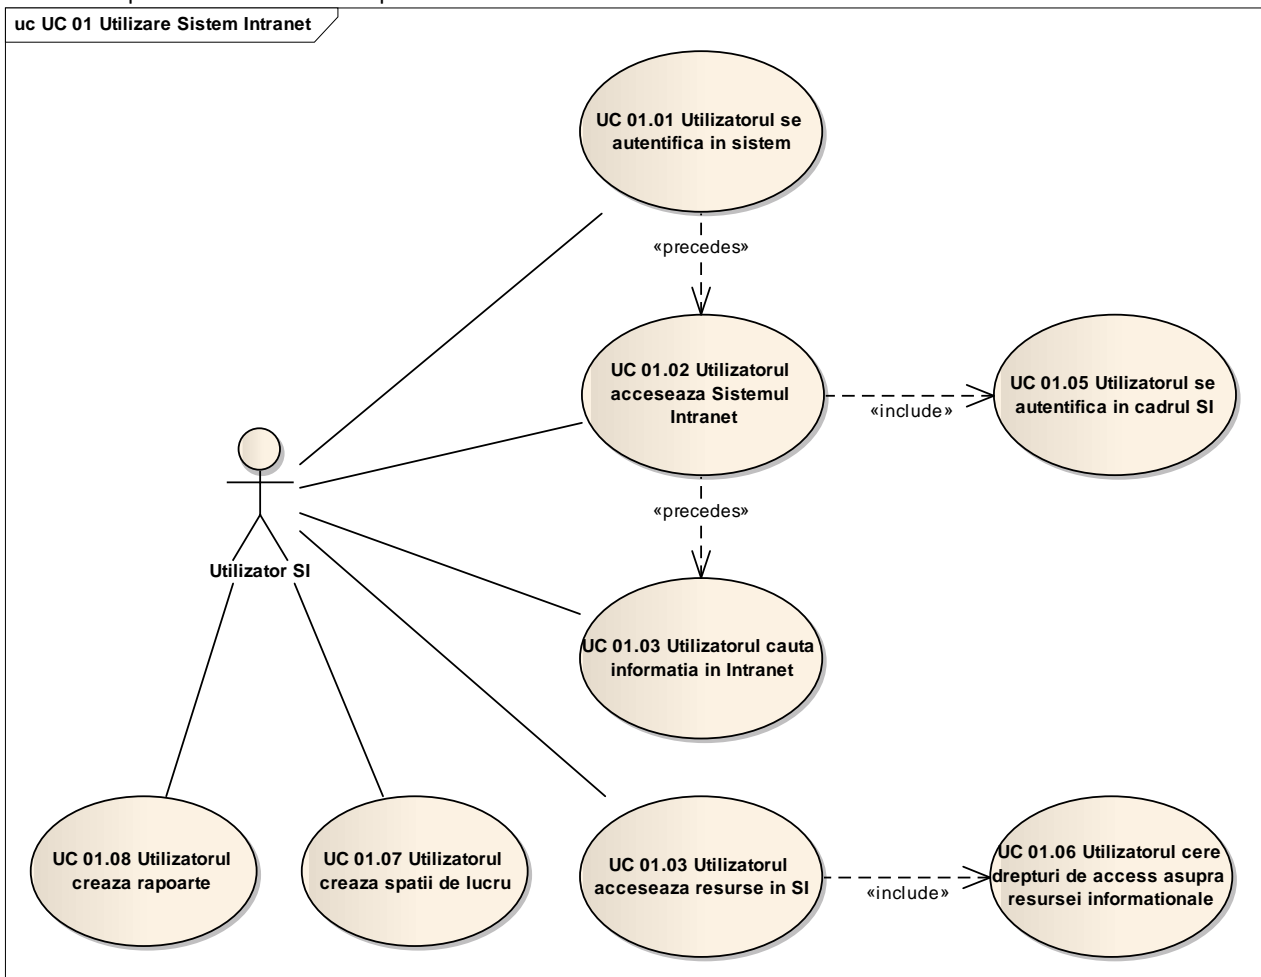 uc UC 01 Utilizare Sistem Intranet
UC 01.01 Utilizatorul se
autentifica in sistem
«precedes»
UC 01.02 Utilizatorul
acceseaza Sistemul
Intranet
«include»
UC 01.05 Utilizatorul se
autentifica in cadrul SI
«precedes»
Utilizator SI
UC 01.03 Utilizatorul cauta
informatia in Intranet
UC 01.08 Utilizatorul
creaza rapoarte
UC 01.07 Utilizatorul
creaza spatii de lucru
UC 01.03 Utilizatorul
acceseaza resurse in SI
«include»
UC 01.06 Utilizatorul cere
drepturi de access asupra
resursei informationale